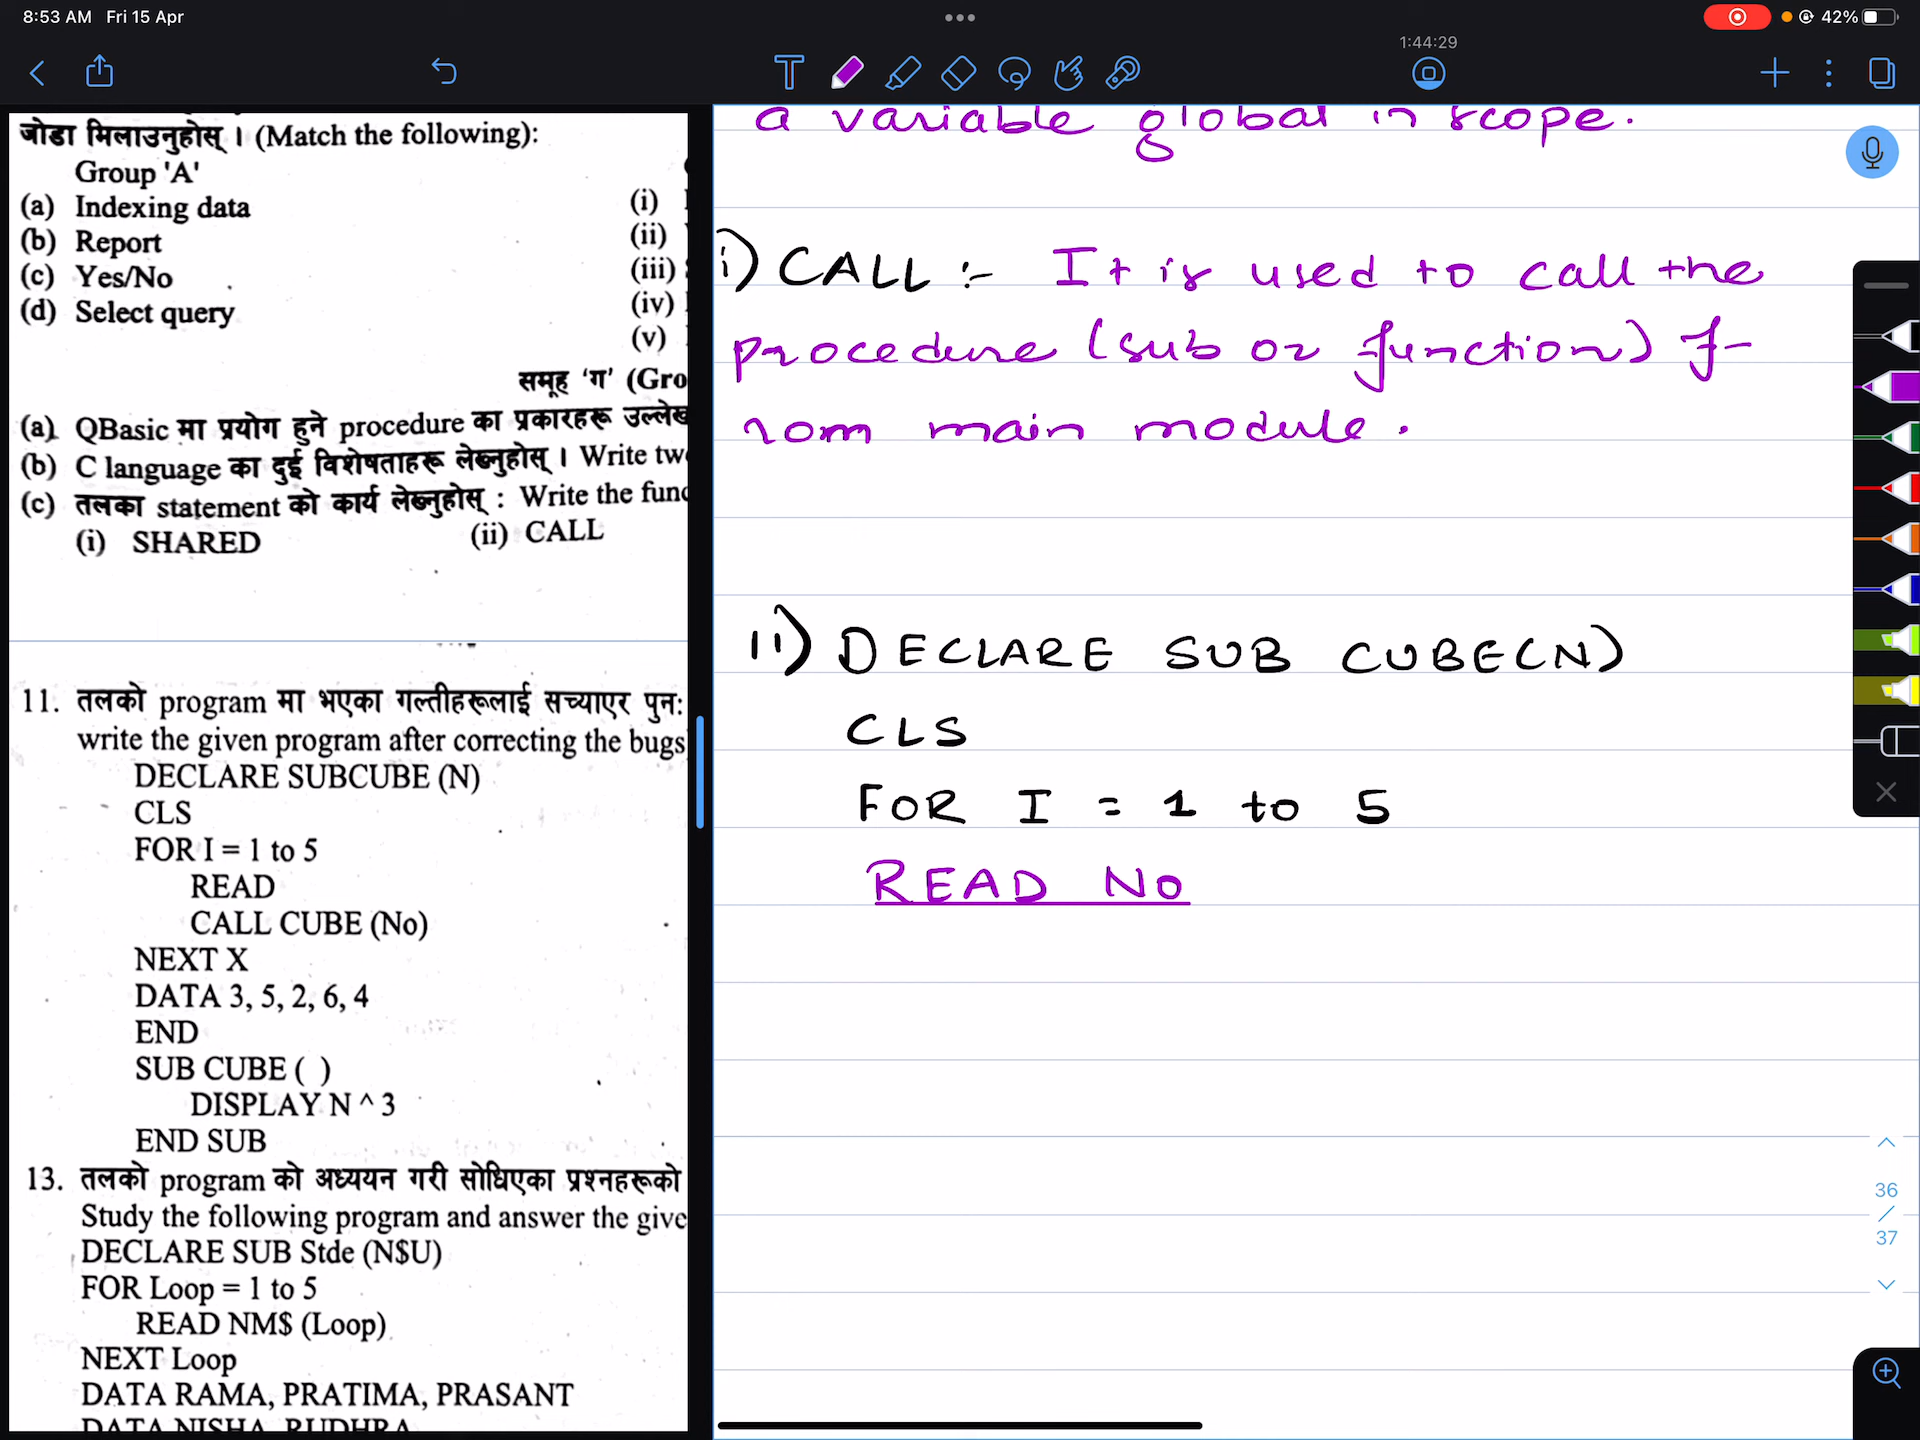 8:53 AM Fri 15 Apr
42%
1:44:29
जोडा मिलाउनुहोस् । (Match the following):
Group 'A'
(a) Indexing data
(i)
(b) Report
(ii)
(c) Yes/No
(iii)
(d) Select query
(iv)
(v)
समूह 'ग' (Gro
(a) QBasic मा प्रयोग हुने procedure का प्रकारहरू उल्लेख
(b) C language का दुई विशेषताहरू लेख्नुहोस् । Write tw
(c) तलका statement को कार्य लेख्नुहोस् : Write the func
(i) SHARED (ii) CALL
11. तलको program मा भएका गल्तीहरूलाई सच्याएर पुन:
write the given program after correcting the bugs
DECLARE SUBCUBE (N)
CLS
FOR I = 1 to 5
READ
CALL CUBE (No)
NEXT X
DATA 3, 5, 2, 6, 4
END
SUB CUBE ( )
DISPLAY N ^ 3
END SUB
13. तलको program को अध्ययन गरी सोधिएका प्रश्नहरूको
Study the following program and answer the give
DECLARE SUB Stde (N$U)
FOR Loop = 1 to 5
READ NM$ (Loop)
NEXT Loop
DATA RAMA, PRATIMA, PRASANT
DATA NISHA, RUDHRA
a variable global in scope.
i) CALL :- It is used to call the
procedure (sub or function) f-
rom main module.
11) DECLARE SUB CUBE(N)
CLS
FOR I = 1 to 5
READ No
36
/
37